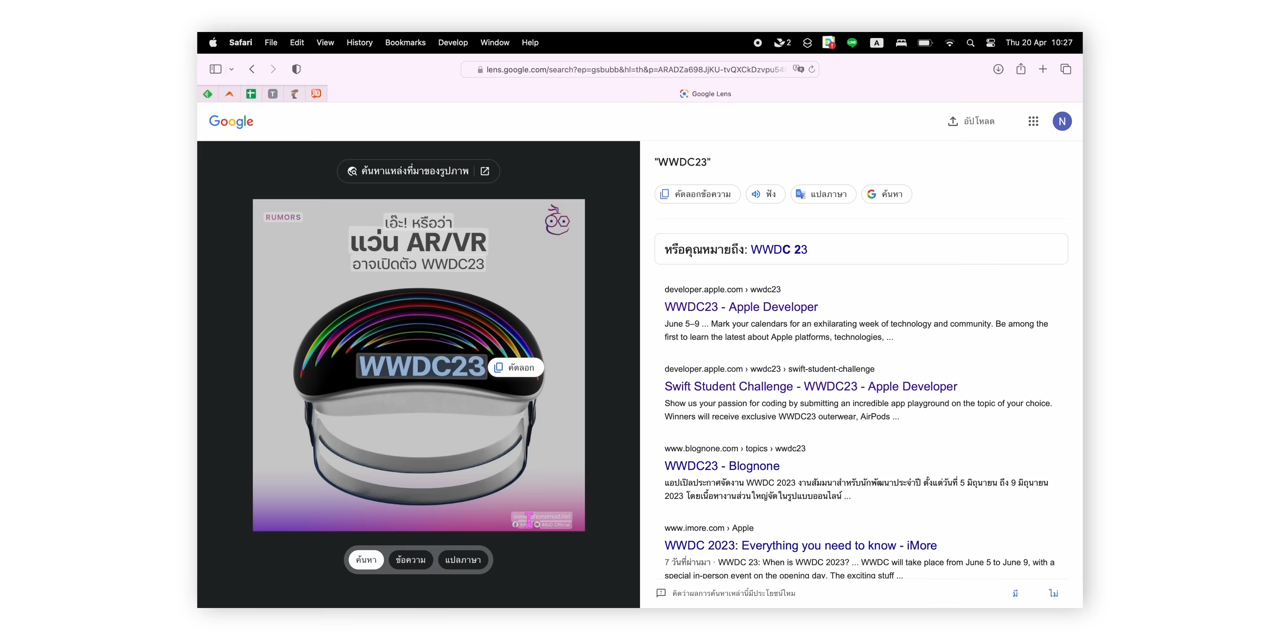 Safari File Edit View History Bookmarks Develop Window Help
2 A Thu 20 Apr 10:27
lens.google.com/search?ep=gsbubb&hl=th&p=ARADZa698JjKU-tvQXCkDzvpu54
Google Lens
Google
อัปโหลด
N
ค้นหาแหล่งที่มาของรูปภาพ
RUMORS
เอ๊ะ! หรือว่า
แว่น AR/VR
อาจเปิดตัว WWDC23
WWDC23
คัดลอก
ค้นหา ข้อความ แปลภาษา
"WWDC23"
คัดลอกข้อความ ฟัง แปลภาษา ค้นหา
หรือคุณหมายถึง: WWDC 23
developer.apple.com › wwdc23
WWDC23 - Apple Developer
June 5–9 ... Mark your calendars for an exhilarating week of technology and community. Be among the
first to learn the latest about Apple platforms, technologies, ...
developer.apple.com › wwdc23 › swift-student-challenge
Swift Student Challenge - WWDC23 - Apple Developer
Show us your passion for coding by submitting an incredible app playground on the topic of your choice.
Winners will receive exclusive WWDC23 outerwear, AirPods ...
www.blognone.com › topics › wwdc23
WWDC23 - Blognone
แอปเปิลประกาศจัดงาน WWDC 2023 งานสัมมนาสำหรับนักพัฒนาประจำปี ตั้งแต่วันที่ 5 มิถุนายน ถึง 9 มิถุนายน
2023 โดยเนื้อหางานส่วนใหญ่จัดในรูปแบบออนไลน์ ...
www.imore.com › Apple
WWDC 2023: Everything you need to know - iMore
7 วันที่ผ่านมา · WWDC 23: When is WWDC 2023? ... WWDC will take place from June 5 to June 9, with a
special in-person event on the opening day. The exciting stuff ...
คิดว่าผลการค้นหาเหล่านี้มีประโยชน์ไหม
มี ไม่